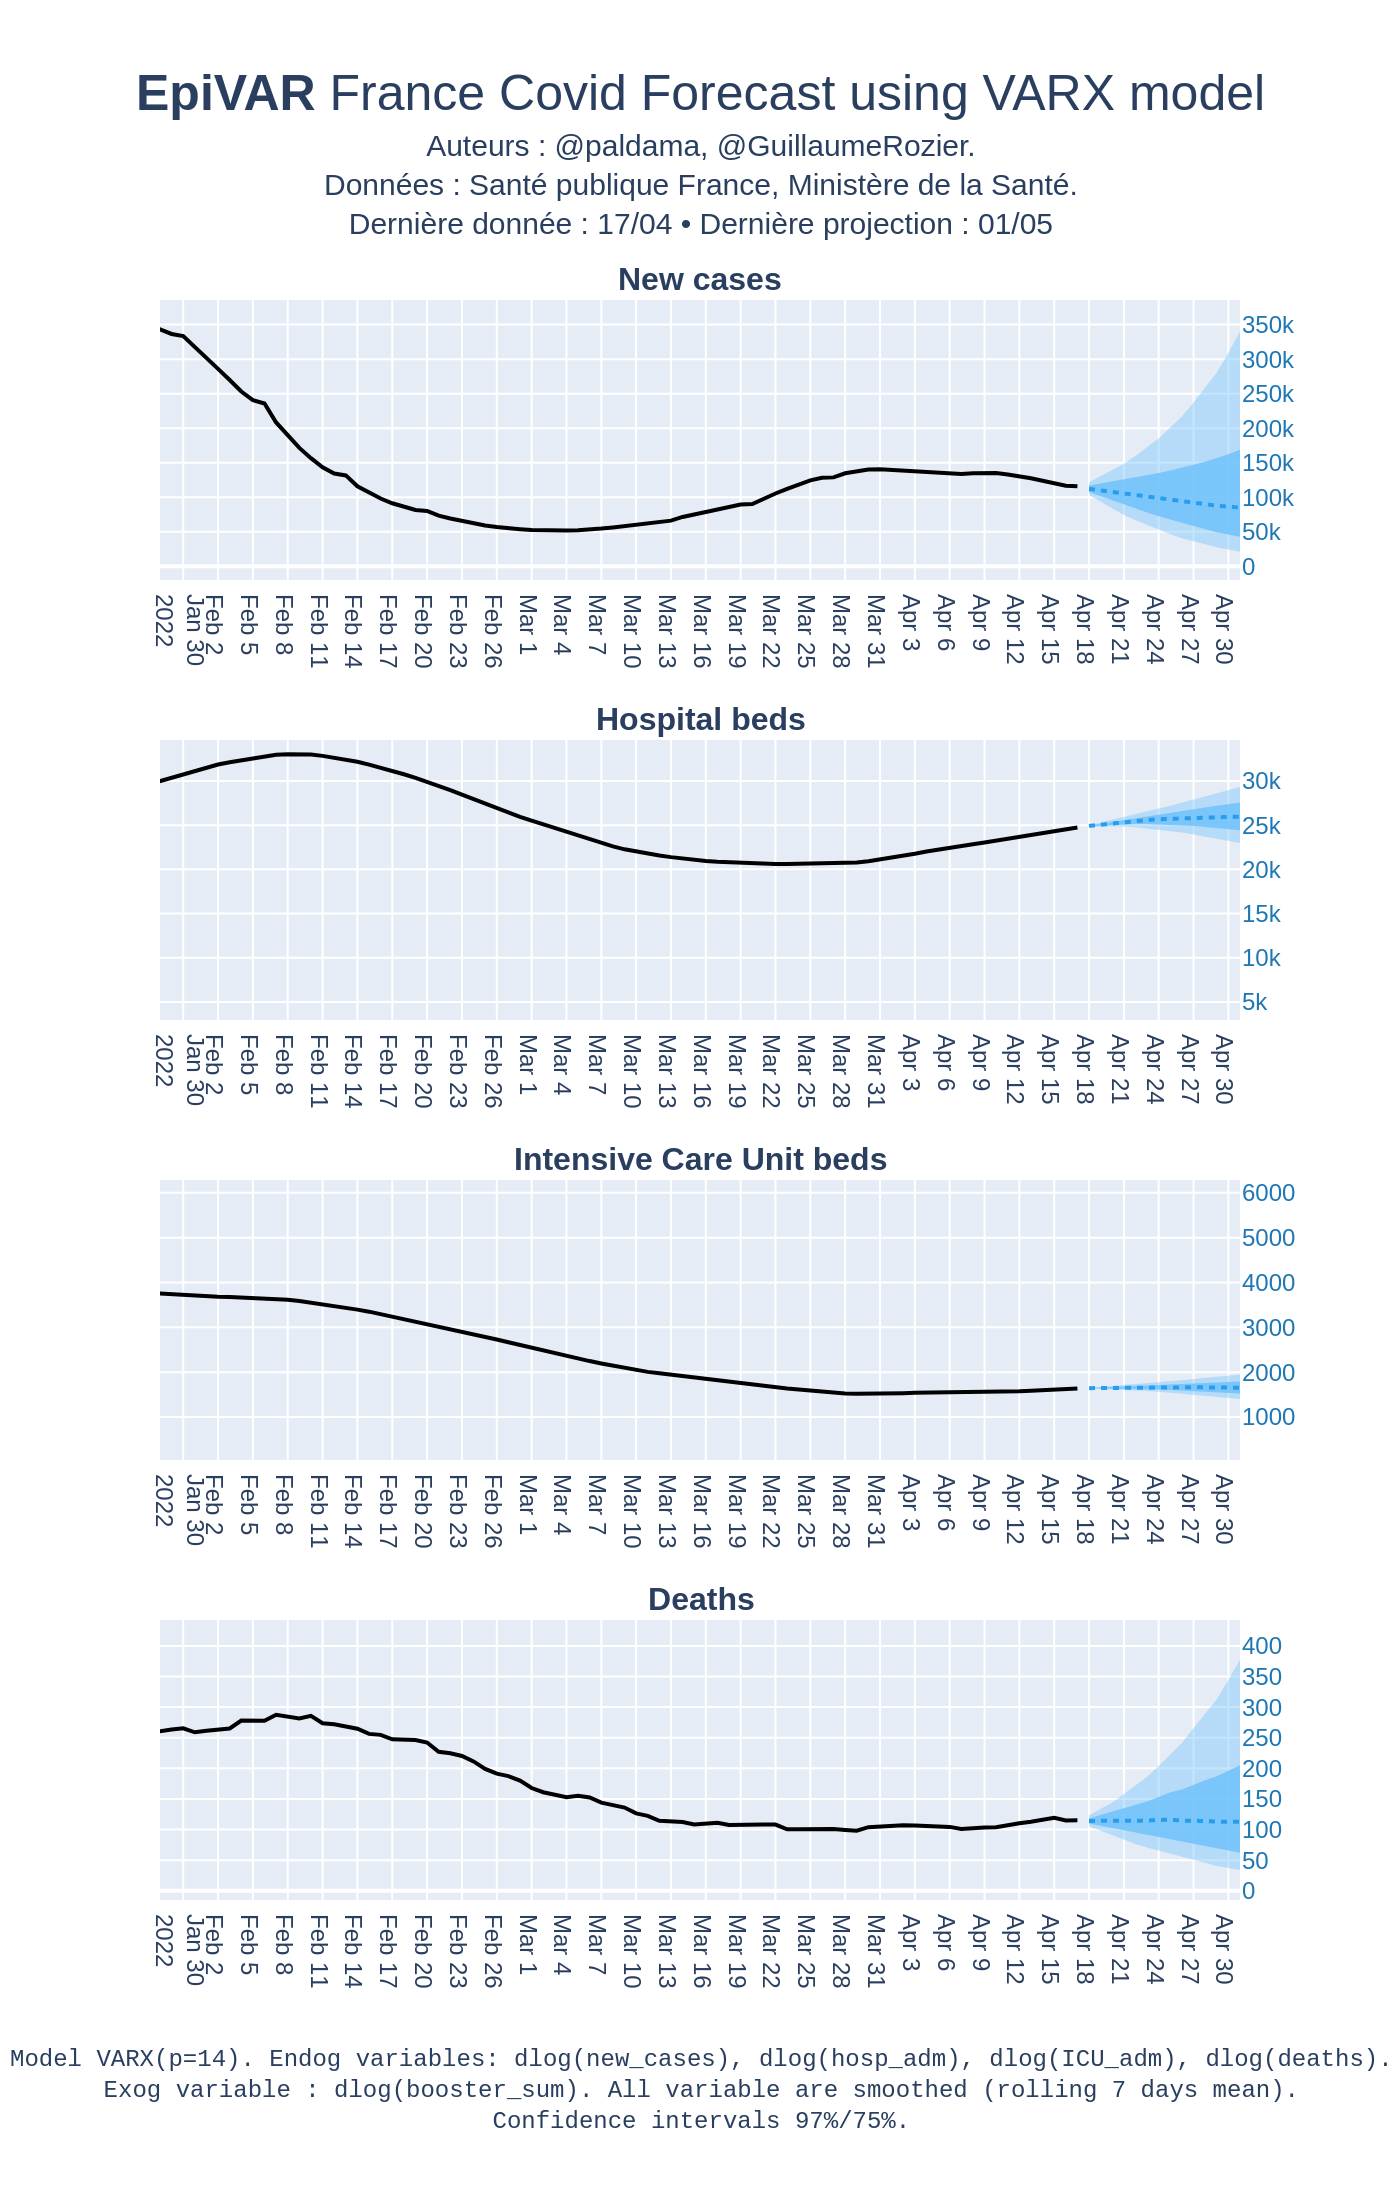 EpiVAR France Covid Forecast using VARX model
Auteurs : @paldama, @GuillaumeRozier.
Données : Santé publique France, Ministère de la Santé.
Dernière donnée : 17/04 • Dernière projection : 01/05
New cases
350k
300k
250k
200k
150k
100k
50k
0
2022
Jan 30
Feb 2
Feb 5
Feb 8
Feb 11
Feb 14
Feb 17
Feb 20
Feb 23
Feb 26
Mar 1
Mar 4
Mar 7
Mar 10
Mar 13
Mar 16
Mar 19
Mar 22
Mar 25
Mar 28
Mar 31
Apr 3
Apr 6
Apr 9
Apr 12
Apr 15
Apr 18
Apr 21
Apr 24
Apr 27
Apr 30
Hospital beds
30k
25k
20k
15k
10k
5k
2022
Jan 30
Feb 2
Feb 5
Feb 8
Feb 11
Feb 14
Feb 17
Feb 20
Feb 23
Feb 26
Mar 1
Mar 4
Mar 7
Mar 10
Mar 13
Mar 16
Mar 19
Mar 22
Mar 25
Mar 28
Mar 31
Apr 3
Apr 6
Apr 9
Apr 12
Apr 15
Apr 18
Apr 21
Apr 24
Apr 27
Apr 30
Intensive Care Unit beds
6000
5000
4000
3000
2000
1000
2022
Jan 30
Feb 2
Feb 5
Feb 8
Feb 11
Feb 14
Feb 17
Feb 20
Feb 23
Feb 26
Mar 1
Mar 4
Mar 7
Mar 10
Mar 13
Mar 16
Mar 19
Mar 22
Mar 25
Mar 28
Mar 31
Apr 3
Apr 6
Apr 9
Apr 12
Apr 15
Apr 18
Apr 21
Apr 24
Apr 27
Apr 30
Deaths
400
350
300
250
200
150
100
50
0
2022
Jan 30
Feb 2
Feb 5
Feb 8
Feb 11
Feb 14
Feb 17
Feb 20
Feb 23
Feb 26
Mar 1
Mar 4
Mar 7
Mar 10
Mar 13
Mar 16
Mar 19
Mar 22
Mar 25
Mar 28
Mar 31
Apr 3
Apr 6
Apr 9
Apr 12
Apr 15
Apr 18
Apr 21
Apr 24
Apr 27
Apr 30
Model VARX(p=14). Endog variables: dlog(new_cases), dlog(hosp_adm), dlog(ICU_adm), dlog(deaths).
Exog variable : dlog(booster_sum). All variable are smoothed (rolling 7 days mean).
Confidence intervals 97%/75%.